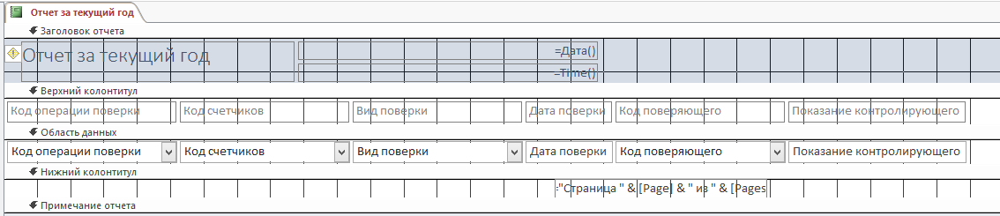 Отчет за текущий год
Заголовок отчета
Отчет за текущий год
=Дата()
=Time()
Верхний колонтитул
Код операции поверки Код счетчиков Вид поверки Дата поверки Код поверяющего Показание контролирующего
Область данных
Код операции поверки Код счетчиков Вид поверки Дата поверки Код поверяющего Показание контролирующего
Нижний колонтитул
="Страница " & [Page] & " из " & [Pages
Примечание отчета